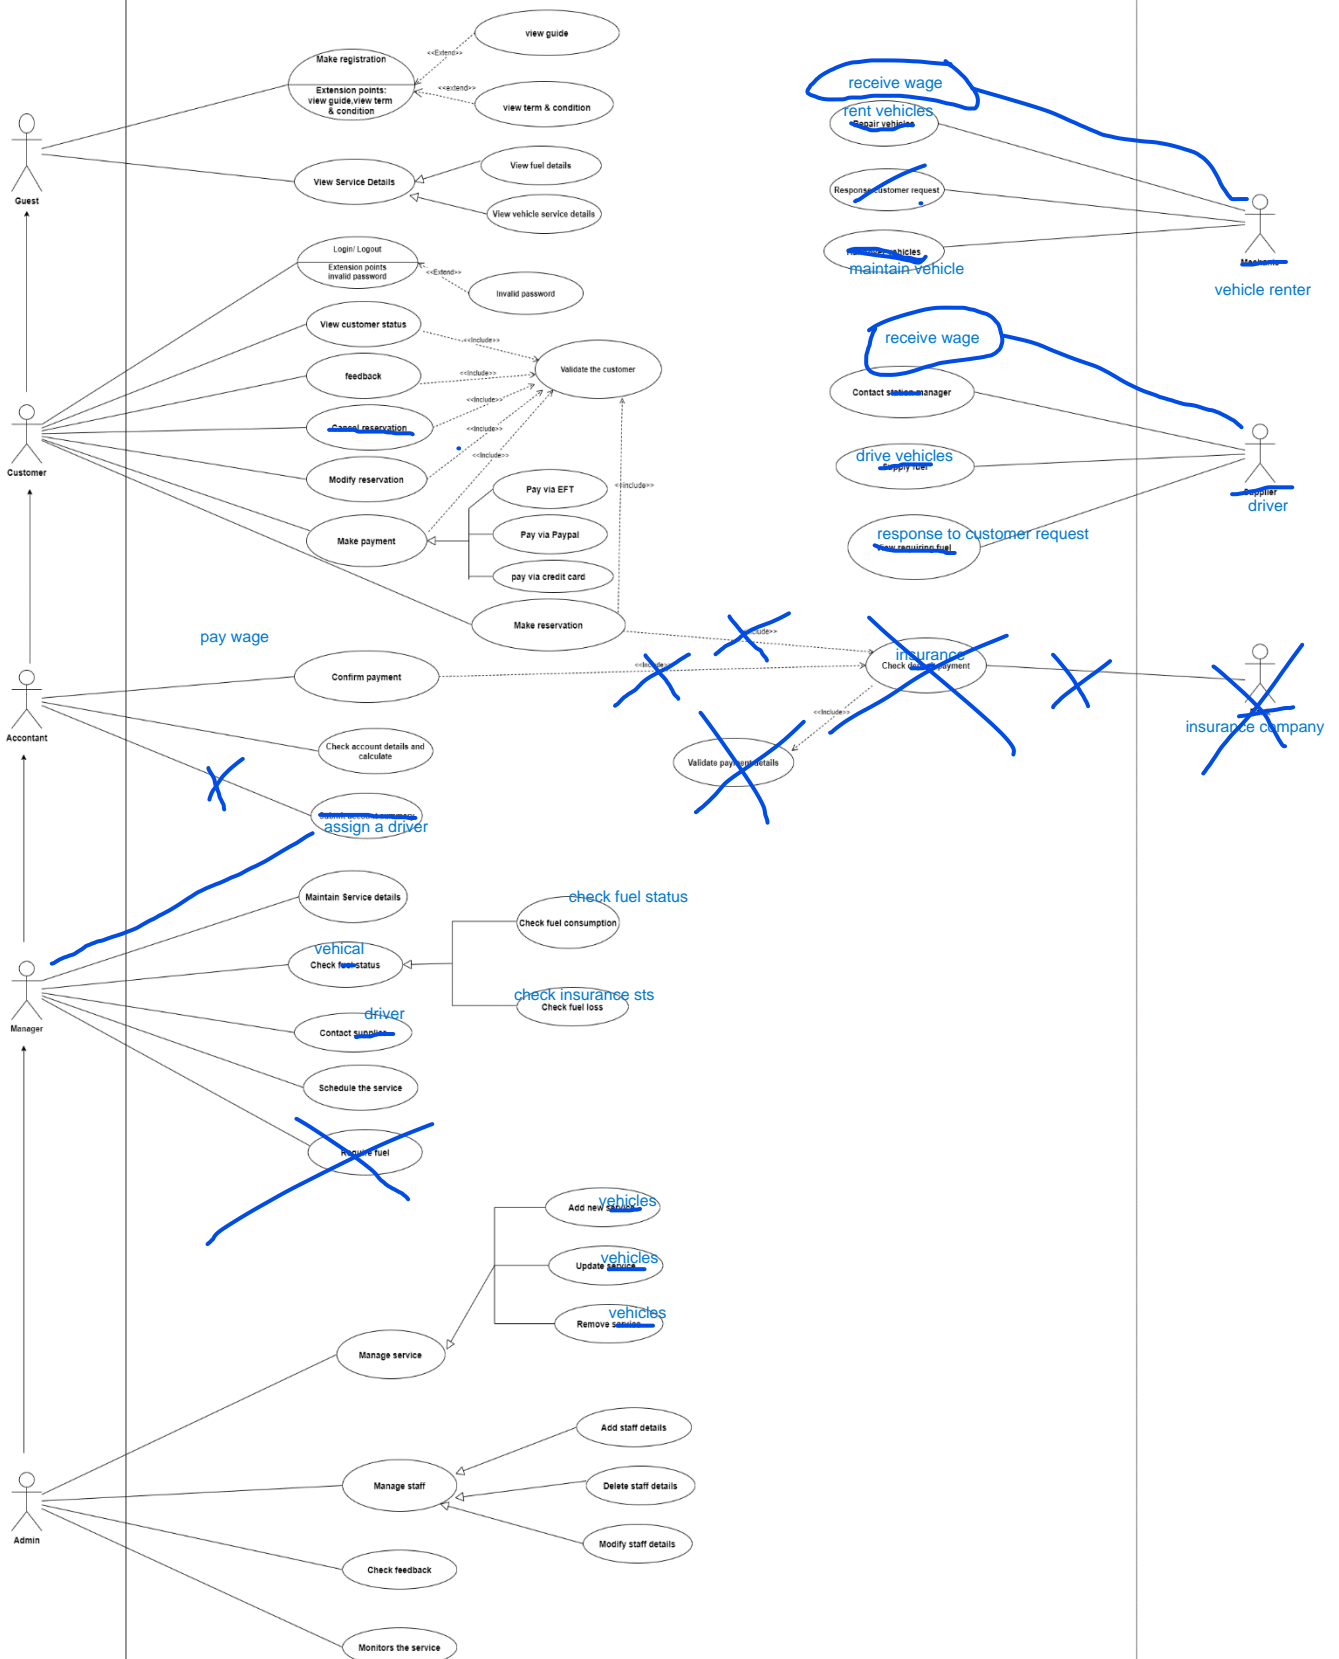 view guide
<<Extend>>
Make registration
Extension points:
view guide,view term
& condition
<<extend>>
view term & condition
Guest
View Service Details
View fuel details
View vehicle service details
receive wage
rent vehicles
Repair vehicles
Response customer request
vehicles
maintain vehicle
Mechanic
vehicle renter
Login/ Logout
Extension points
invalid password
<<Extend>>
Invalid password
View customer status
<<Include>>
feedback
<<Include>>
Validate the customer
Cancel reservation
<<Include>>
<<Include>>
Customer
Modify reservation
<<Include>>
Make payment
Pay via EFT
Pay via Paypal
pay via credit card
<<Include>>
Make reservation
receive wage
Contact station manager
drive vehicles
Supply fuel
Supplier
driver
response to customer request
View requiring fuel
pay wage
Confirm payment
<<Include>>
insurance
Check payment
<<Include>>
Validate payment details
insurance company
Accontant
Check account details and
calculate
assign a driver
Maintain Service details
vehical
Check fuel status
check fuel status
Check fuel consumption
check insurance sts
Check fuel loss
driver
Contact supplier
Manager
Schedule the service
Require fuel
vehicles
Add new service
vehicles
Update service
vehicles
Remove service
Manage service
Add staff details
Manage staff
Delete staff details
Modify staff details
Admin
Check feedback
Monitors the service